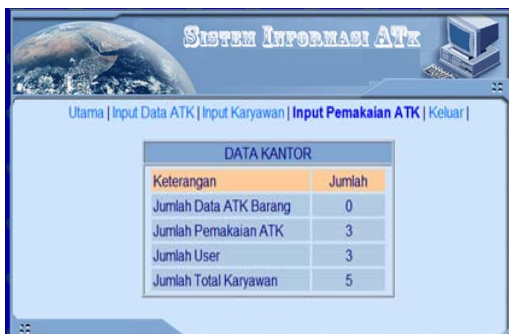 Sistem Informasi ATK
Utama | Input Data ATK | Input Karyawan | Input Pemakaian ATK | Keluar |
DATA KANTOR
Keterangan Jumlah
Jumlah Data ATK Barang 0
Jumlah Pemakaian ATK 3
Jumlah User 3
Jumlah Total Karyawan 5